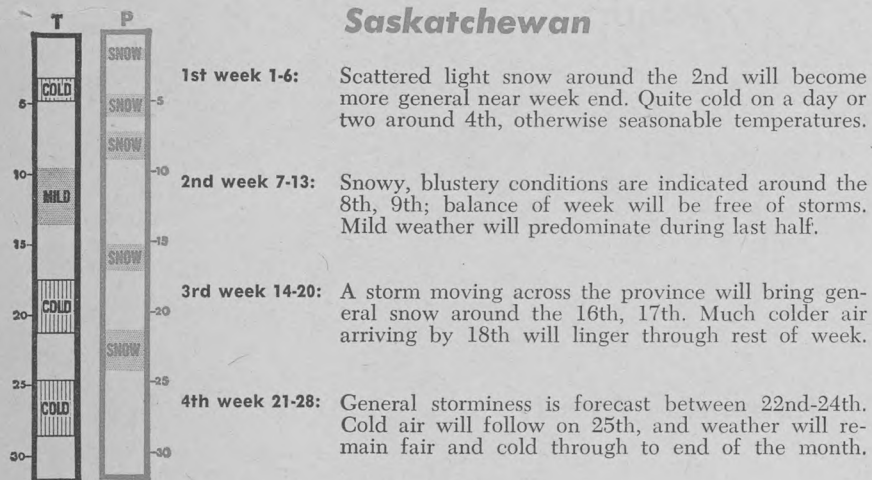 Saskatchewan
T P
SNOW
COLD
5- -5
SNOW
SNOW
10- -10
MILD
15- -15
SNOW
COLD
20- -20
SNOW
25- -25
COLD
30- -30
1st week 1-6: Scattered light snow around the 2nd will become
more general near week end. Quite cold on a day or
two around 4th, otherwise seasonable temperatures.
2nd week 7-13: Snowy, blustery conditions are indicated around the
8th, 9th; balance of week will be free of storms.
Mild weather will predominate during last half.
3rd week 14-20: A storm moving across the province will bring gen-
eral snow around the 16th, 17th. Much colder air
arriving by 18th will linger through rest of week.
4th week 21-28: General storminess is forecast between 22nd-24th.
Cold air will follow on 25th, and weather will re-
main fair and cold through to end of the month.